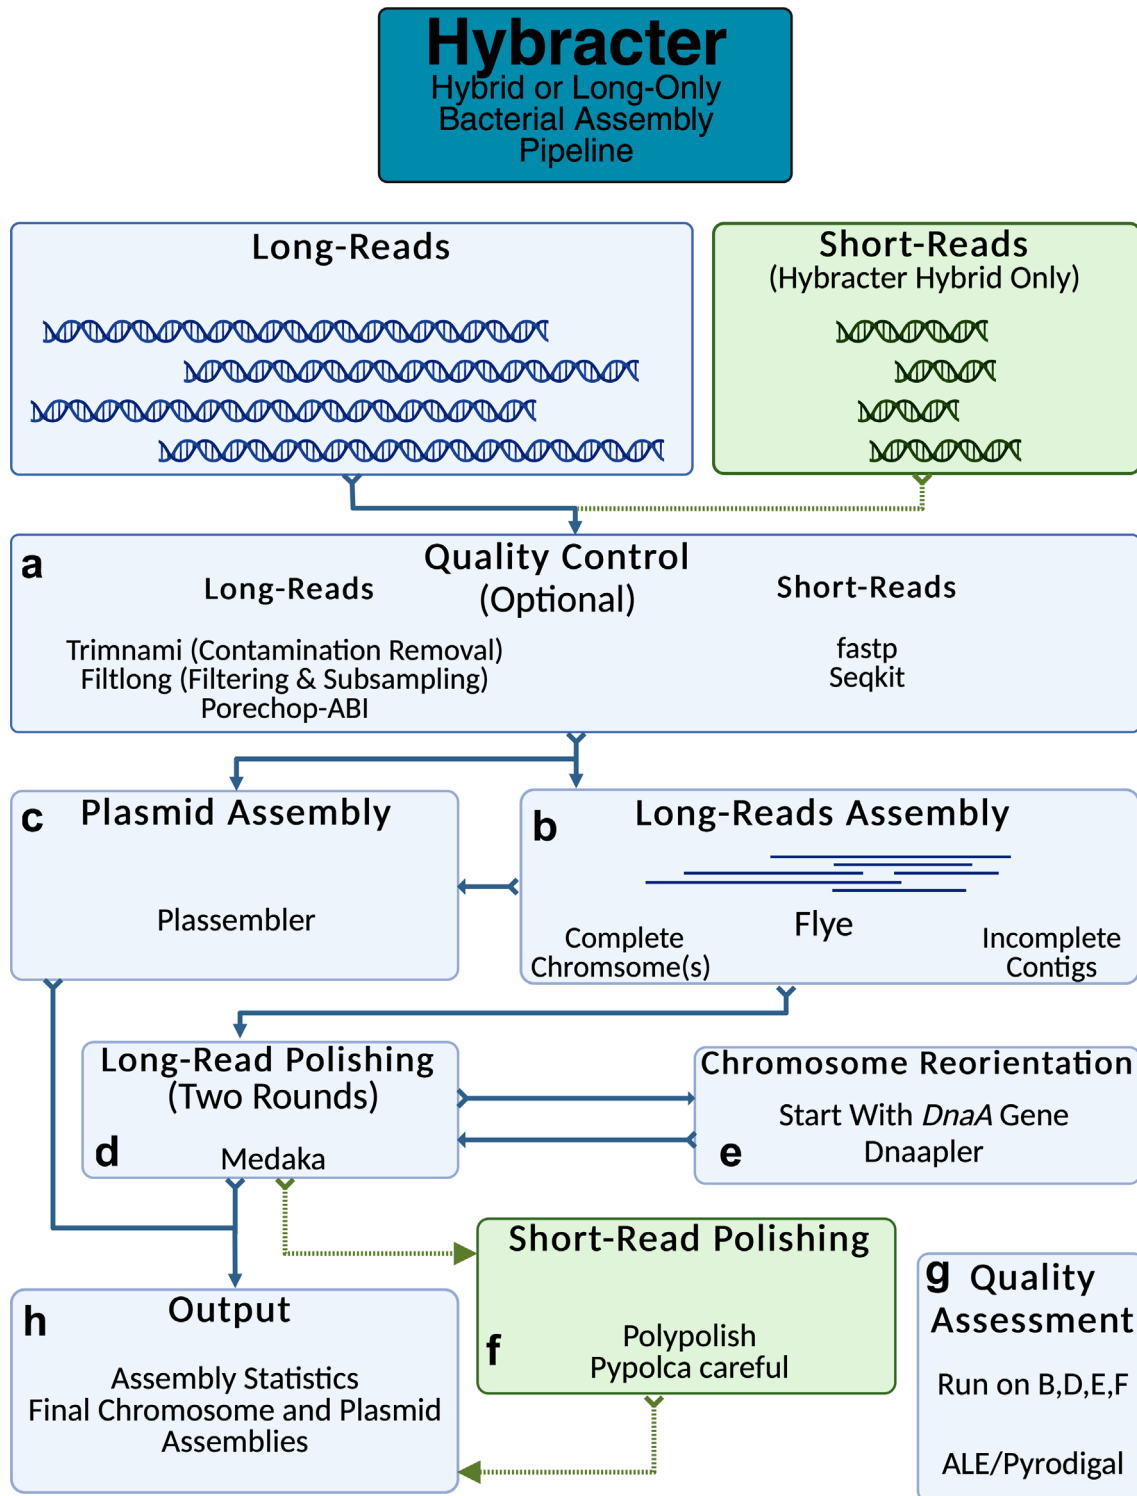 Hybracter
Hybrid or Long-Only
Bacterial Assembly
Pipeline
Long-Reads
Short-Reads
(Hybracter Hybrid Only)
a
Quality Control
(Optional)
Long-Reads
Trimnami (Contamination Removal)
Filtlong (Filtering & Subsampling)
Porechop-ABI
Short-Reads
fastp
Seqkit
c
Plasmid Assembly
Plassembler
b
Long-Reads Assembly
Flye
Complete
Chromsome(s)
Incomplete
Contigs
Long-Read Polishing
(Two Rounds)
d
Medaka
Chromosome Reorientation
Start With DnaA Gene
Dnaapler
e
Short-Read Polishing
Polypolish
Pypolca careful
f
g
Quality
Assessment
Run on B,D,E,F
ALE/Pyrodigal
h
Output
Assembly Statistics
Final Chromosome and Plasmid
Assemblies